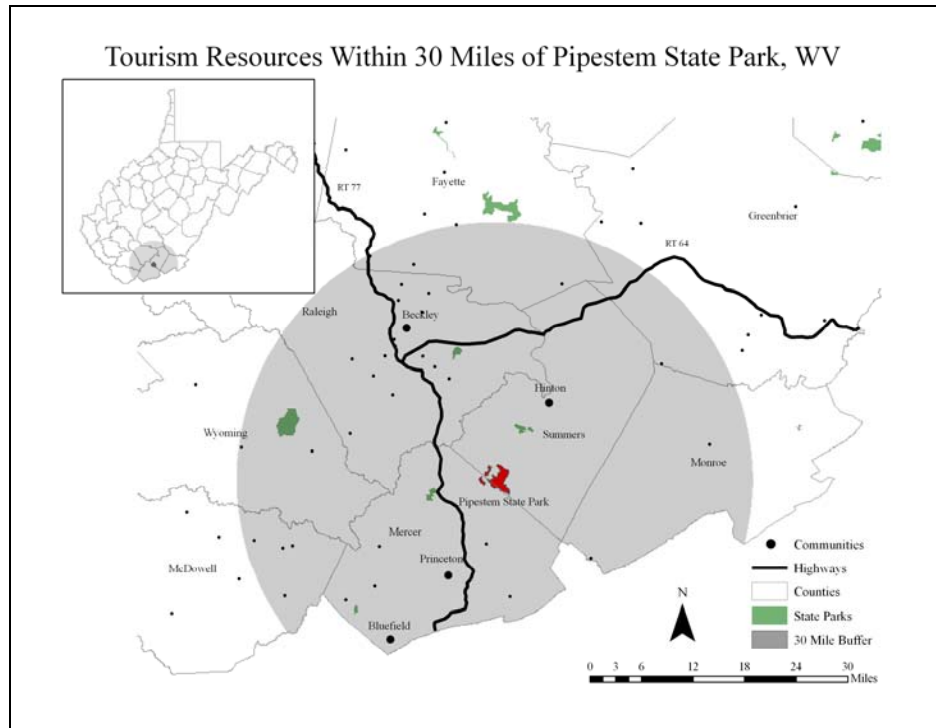 Tourism Resources Within 30 Miles of Pipestem State Park, WV
RT 77
Fayette
Greenbrier
RT 64
Raleigh
Beckley
Hinton
Wyoming
Summers
Monroe
Pipestem State Park
Mercer
Princeton
McDowell
Bluefield
Communities
Highways
Counties
State Parks
30 Mile Buffer
N
0 3 6 12 18 24 30
Miles